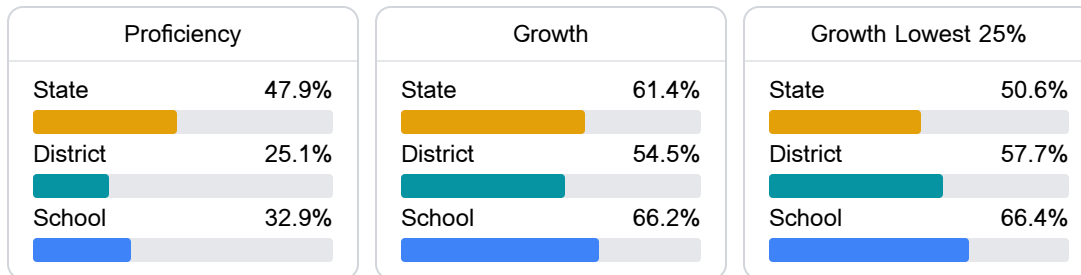 Proficiency
State 47.9%
District 25.1%
School 32.9%
Growth
State 61.4%
District 54.5%
School 66.2%
Growth Lowest 25%
State 50.6%
District 57.7%
School 66.4%